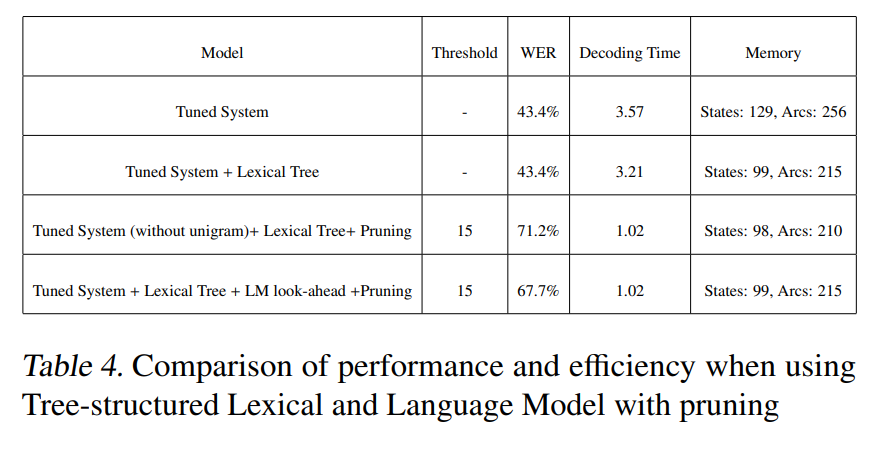 Model Threshold WER Decoding Time Memory
Tuned System - 43.4% 3.57 States: 129, Arcs: 256
Tuned System + Lexical Tree - 43.4% 3.21 States: 99, Arcs: 215
Tuned System (without unigram)+ Lexical Tree+ Pruning 15 71.2% 1.02 States: 98, Arcs: 210
Tuned System + Lexical Tree + LM look-ahead +Pruning 15 67.7% 1.02 States: 99, Arcs: 215
Table 4. Comparison of performance and efficiency when using
Tree-structured Lexical and Language Model with pruning